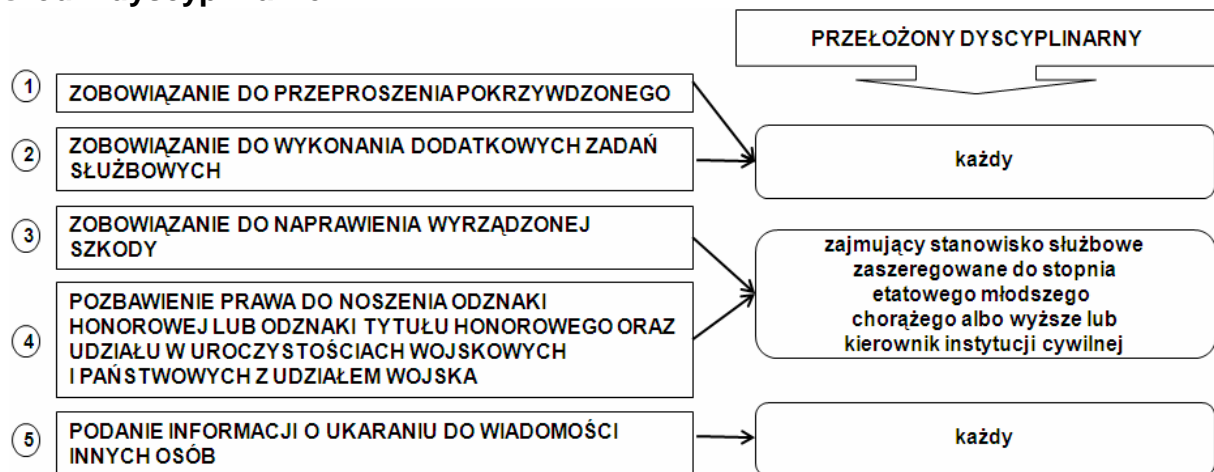 PRZEŁOŻONY DYSCYPLINARNY
1
ZOBOWIĄZANIE DO PRZEPROSZENIA POKRZYWDZONEGO
2
ZOBOWIĄZANIE DO WYKONANIA DODATKOWYCH ZADAŃ
SŁUŻBOWYCH
każdy
3
ZOBOWIĄZANIE DO NAPRAWIENIA WYRZĄDZONEJ
SZKODY
4
POZBAWIENIE PRAWA DO NOSZENIA ODZNAKI
HONOROWEJ LUB ODZNAKI TYTUŁU HONOROWEGO ORAZ
UDZIAŁU W UROCZYSTOŚCIACH WOJSKOWYCH
I PAŃSTWOWYCH Z UDZIAŁEM WOJSKA
zajmujący stanowisko służbowe
zaszeregowane do stopnia
etatowego młodszego
chorążego albo wyższe lub
kierownik instytucji cywilnej
5
PODANIE INFORMACJI O UKARANIU DO WIADOMOŚCI
INNYCH OSÓB
każdy